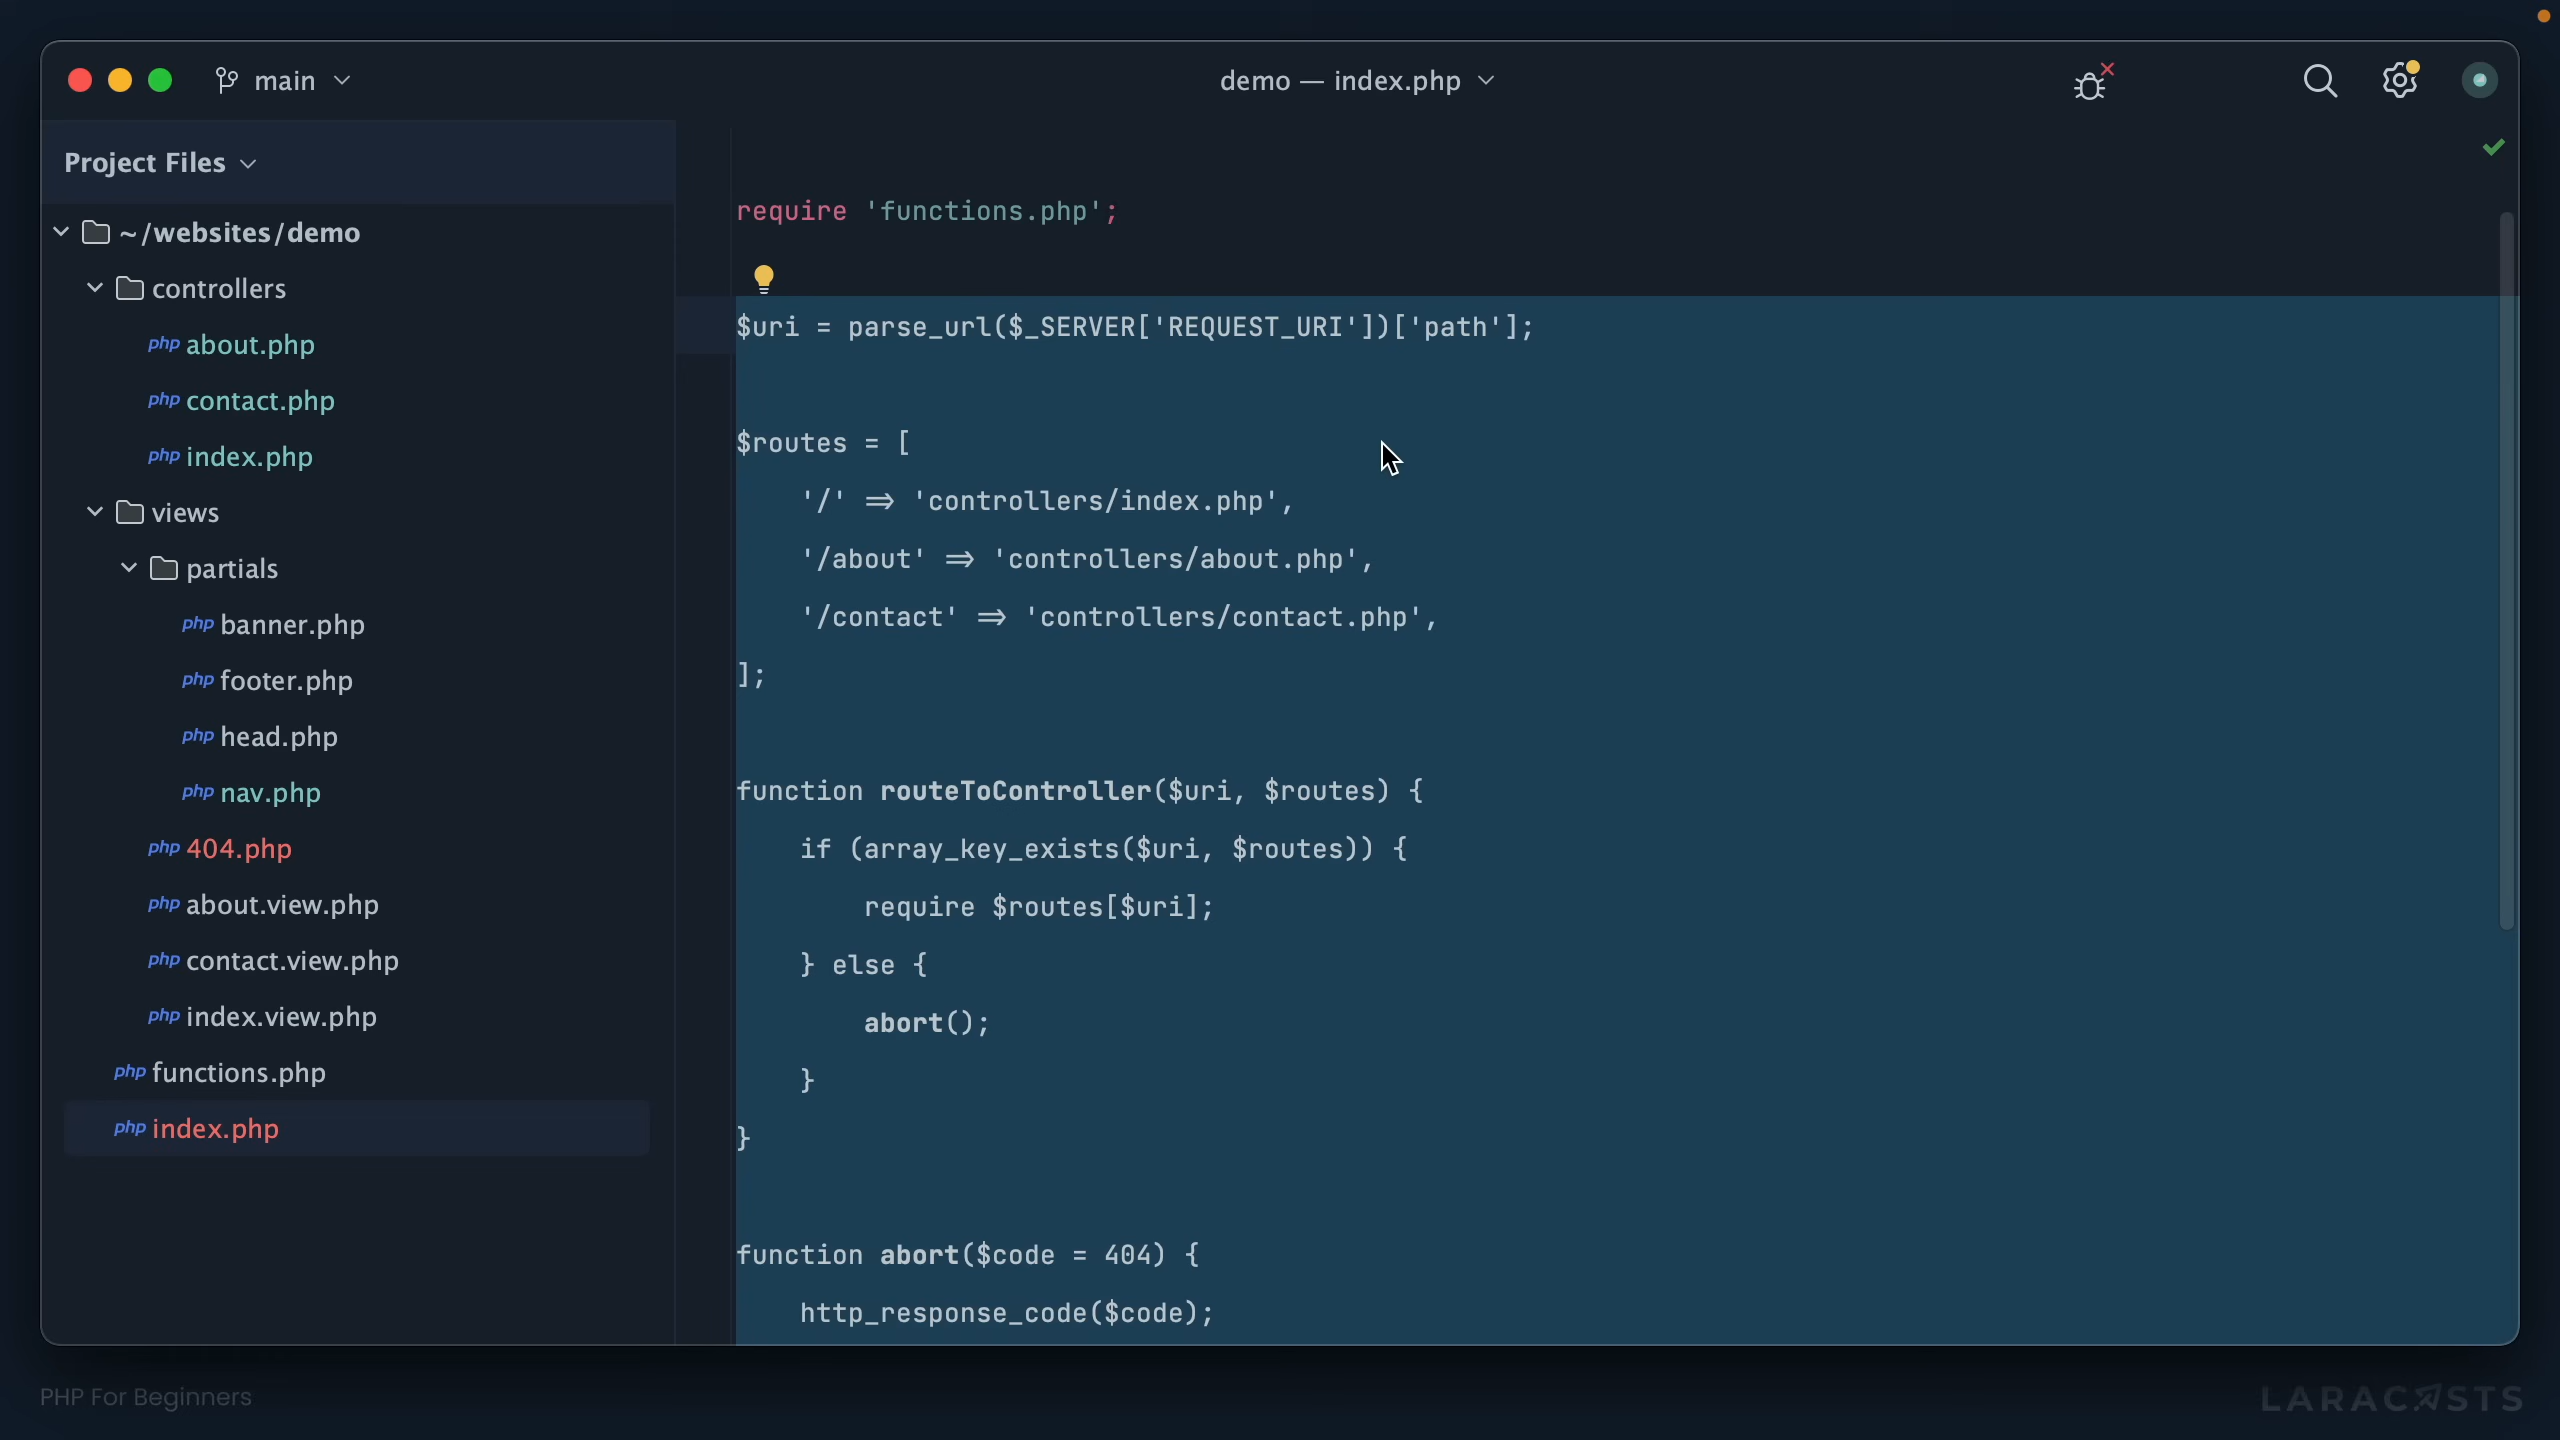 main
demo — index.php
Project Files
~/websites/demo
controllers
php about.php
php contact.php
php index.php
views
partials
php banner.php
php footer.php
php head.php
php nav.php
php 404.php
php about.view.php
php contact.view.php
php index.view.php
php functions.php
php index.php
require 'functions.php';
$uri = parse_url($_SERVER['REQUEST_URI'])['path'];
$routes = [
    '/' => 'controllers/index.php',
    '/about' => 'controllers/about.php',
    '/contact' => 'controllers/contact.php',
];
function routeToController($uri, $routes) {
    if (array_key_exists($uri, $routes)) {
        require $routes[$uri];
    } else {
        abort();
    }
}
function abort($code = 404) {
    http_response_code($code);
PHP For Beginners
LARACASTS